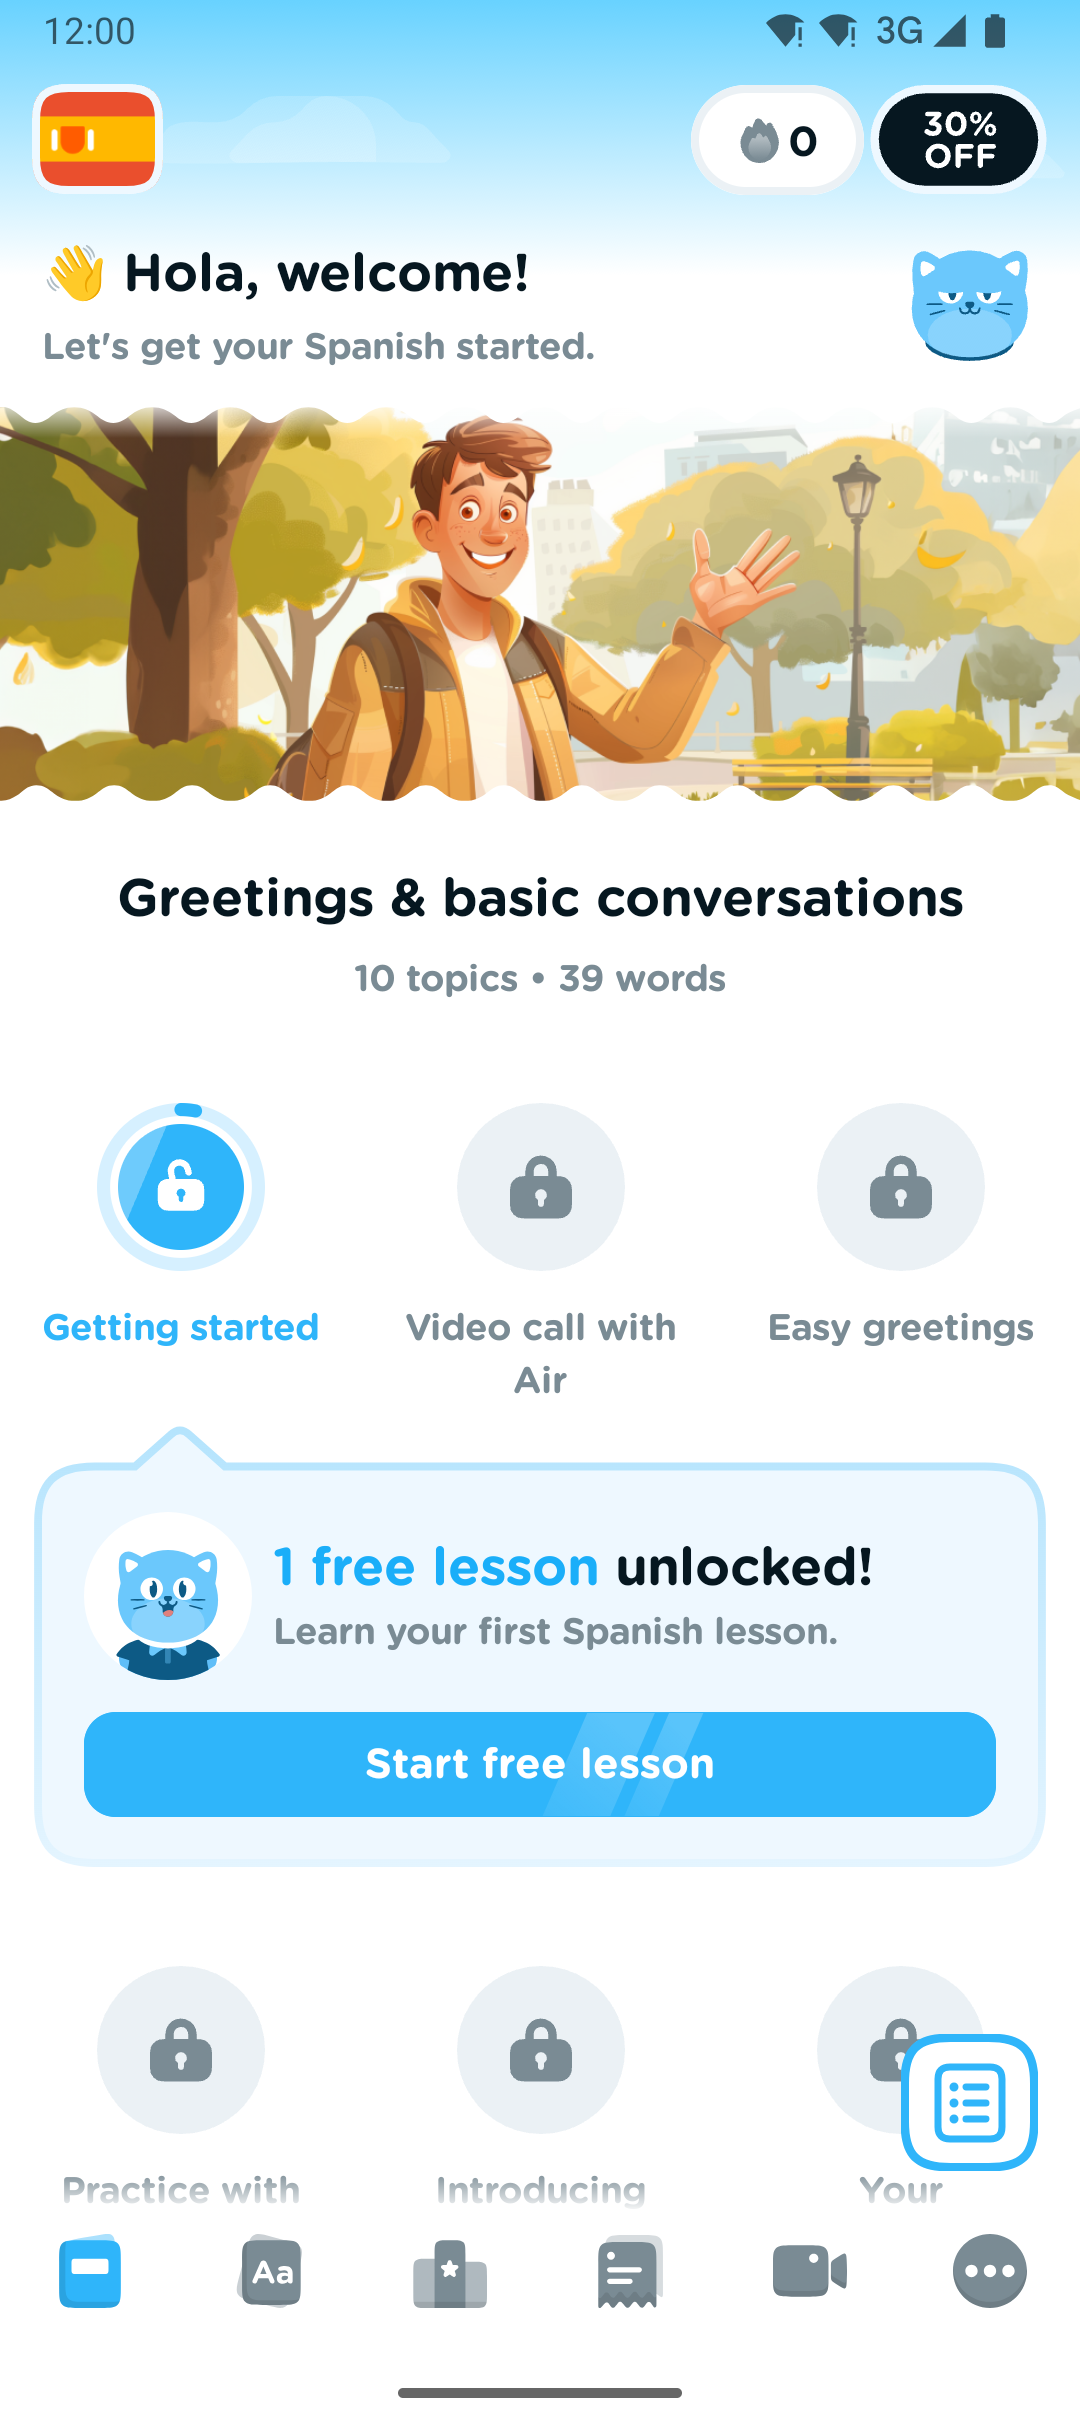 12:00
3G
0
30%
OFF
👋 Hola, welcome!
Let's get your Spanish started.
Greetings & basic conversations
10 topics • 39 words
Getting started
Video call with
Air
Easy greetings
1 free lesson unlocked!
Learn your first Spanish lesson.
Start free lesson
Practice with
Introducing
Your
Aa